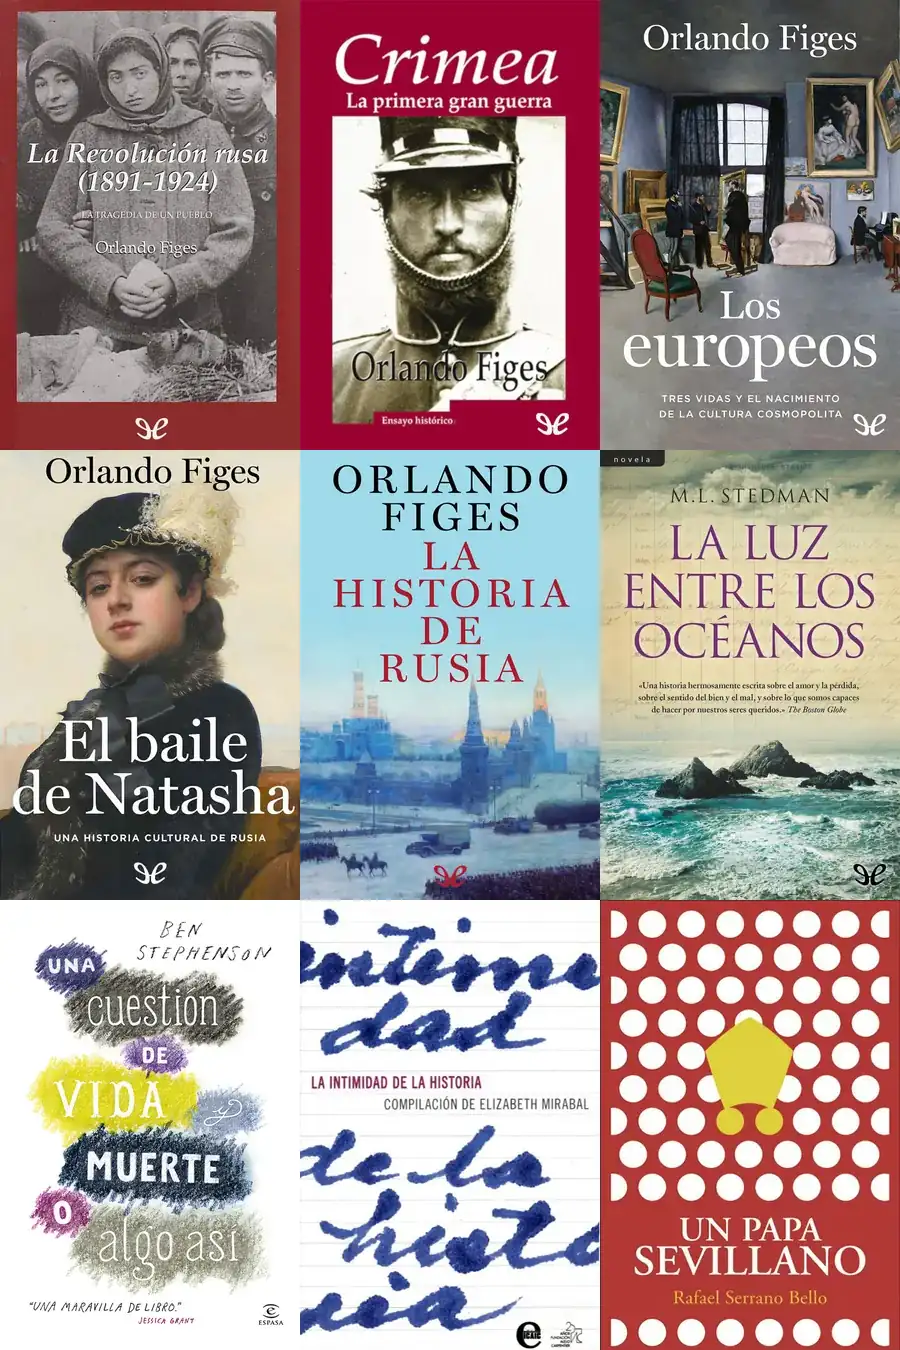 La Revolución rusa
(1891-1924)
LA TRAGEDIA DE UN PUEBLO
Orlando Figes
Crimea
La primera gran guerra
Orlando Figes
Ensayo histórico
Orlando Figes
Los
europeos
TRES VIDAS Y EL NACIMIENTO
DE LA CULTURA COSMOPOLITA
Orlando Figes
El baile
de Natasha
UNA HISTORIA CULTURAL DE RUSIA
ORLANDO
FIGES
LA
HISTORIA
DE
RUSIA
novela
M.L. STEDMAN
LA LUZ
ENTRE LOS
OCÉANOS
«Una historia hermosamente escrita sobre el amor y la pérdida,
sobre el sentido del bien y el mal, y sobre lo que somos capaces
de hacer por nuestros seres queridos.» The Boston Globe
BEN
STEPHENSON
UNA
cuestión
DE
VIDA
y
MUERTE
O
algo así
"UNA MARAVILLA DE LIBRO."
JESSICA GRANT
ESPASA
intimi
dad
LA INTIMIDAD DE LA HISTORIA
COMPILACIÓN DE ELIZABETH MIRABAL
de la
histo
ria
UN PAPA
SEVILLANO
Rafael Serrano Bello